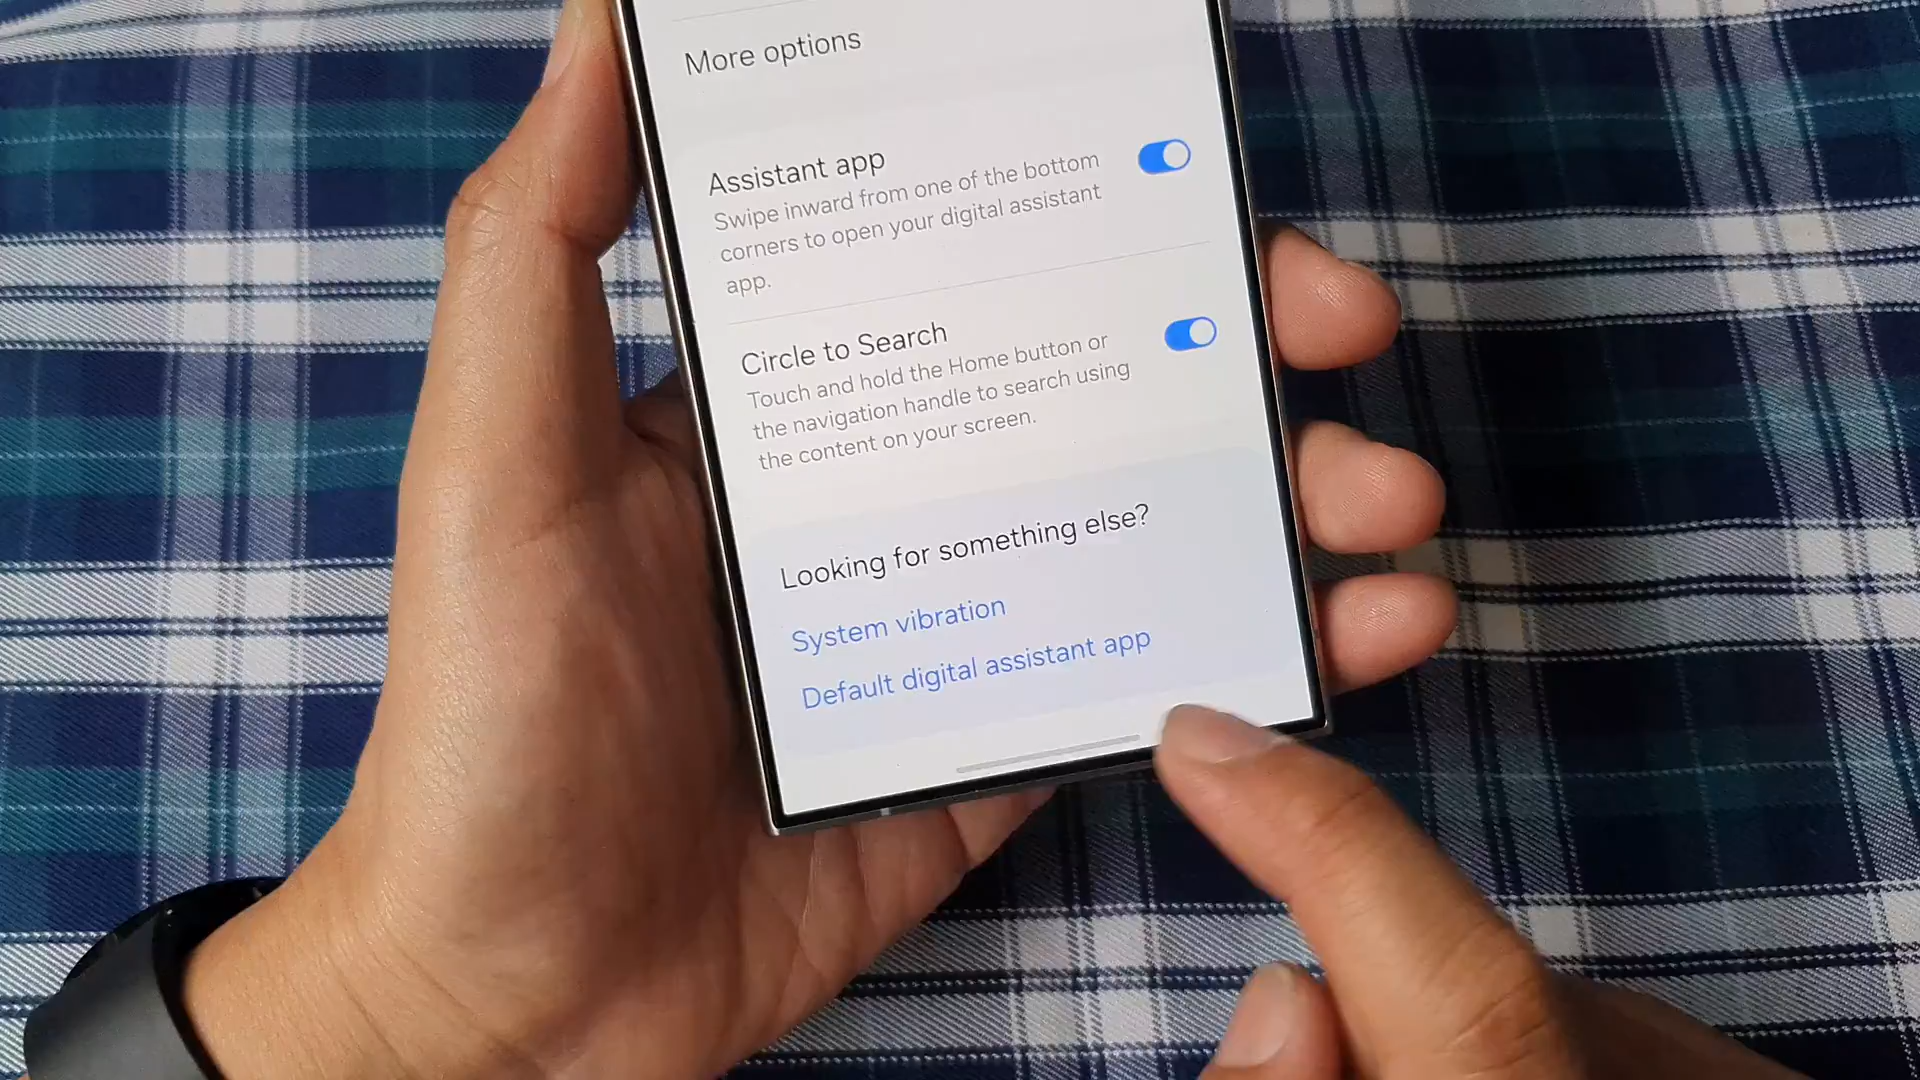 More options
Assistant app
Swipe inward from one of the bottom
corners to open your digital assistant
app.
Circle to Search
Touch and hold the Home button or
the navigation handle to search using
the content on your screen.
Looking for something else?
System vibration
Default digital assistant app